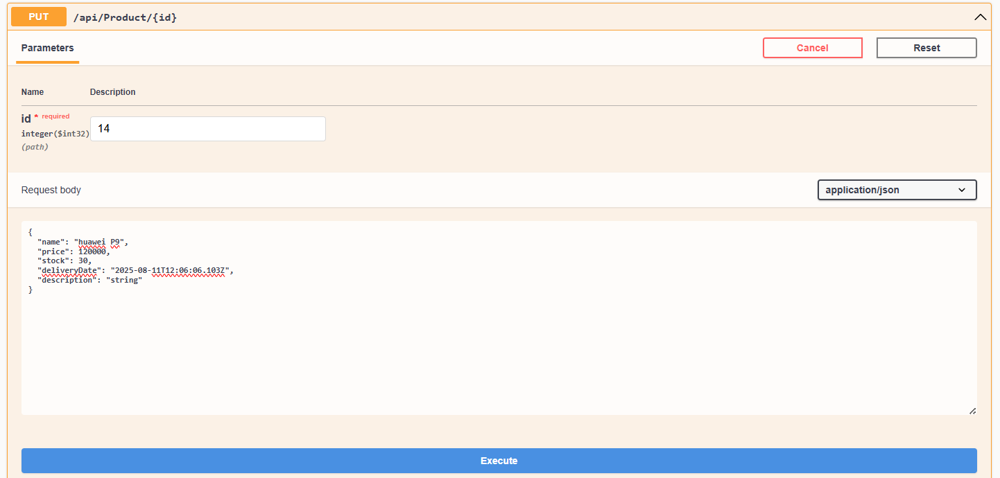 PUT /api/Product/{id}
Parameters Cancel Reset
Name Description
id * required
integer($int32)
(path)
14
Request body application/json
{
  "name": "huawei P9",
  "price": 120000,
  "stock": 30,
  "deliveryDate": "2025-08-11T12:06:06.103Z",
  "description": "string"
}
Execute